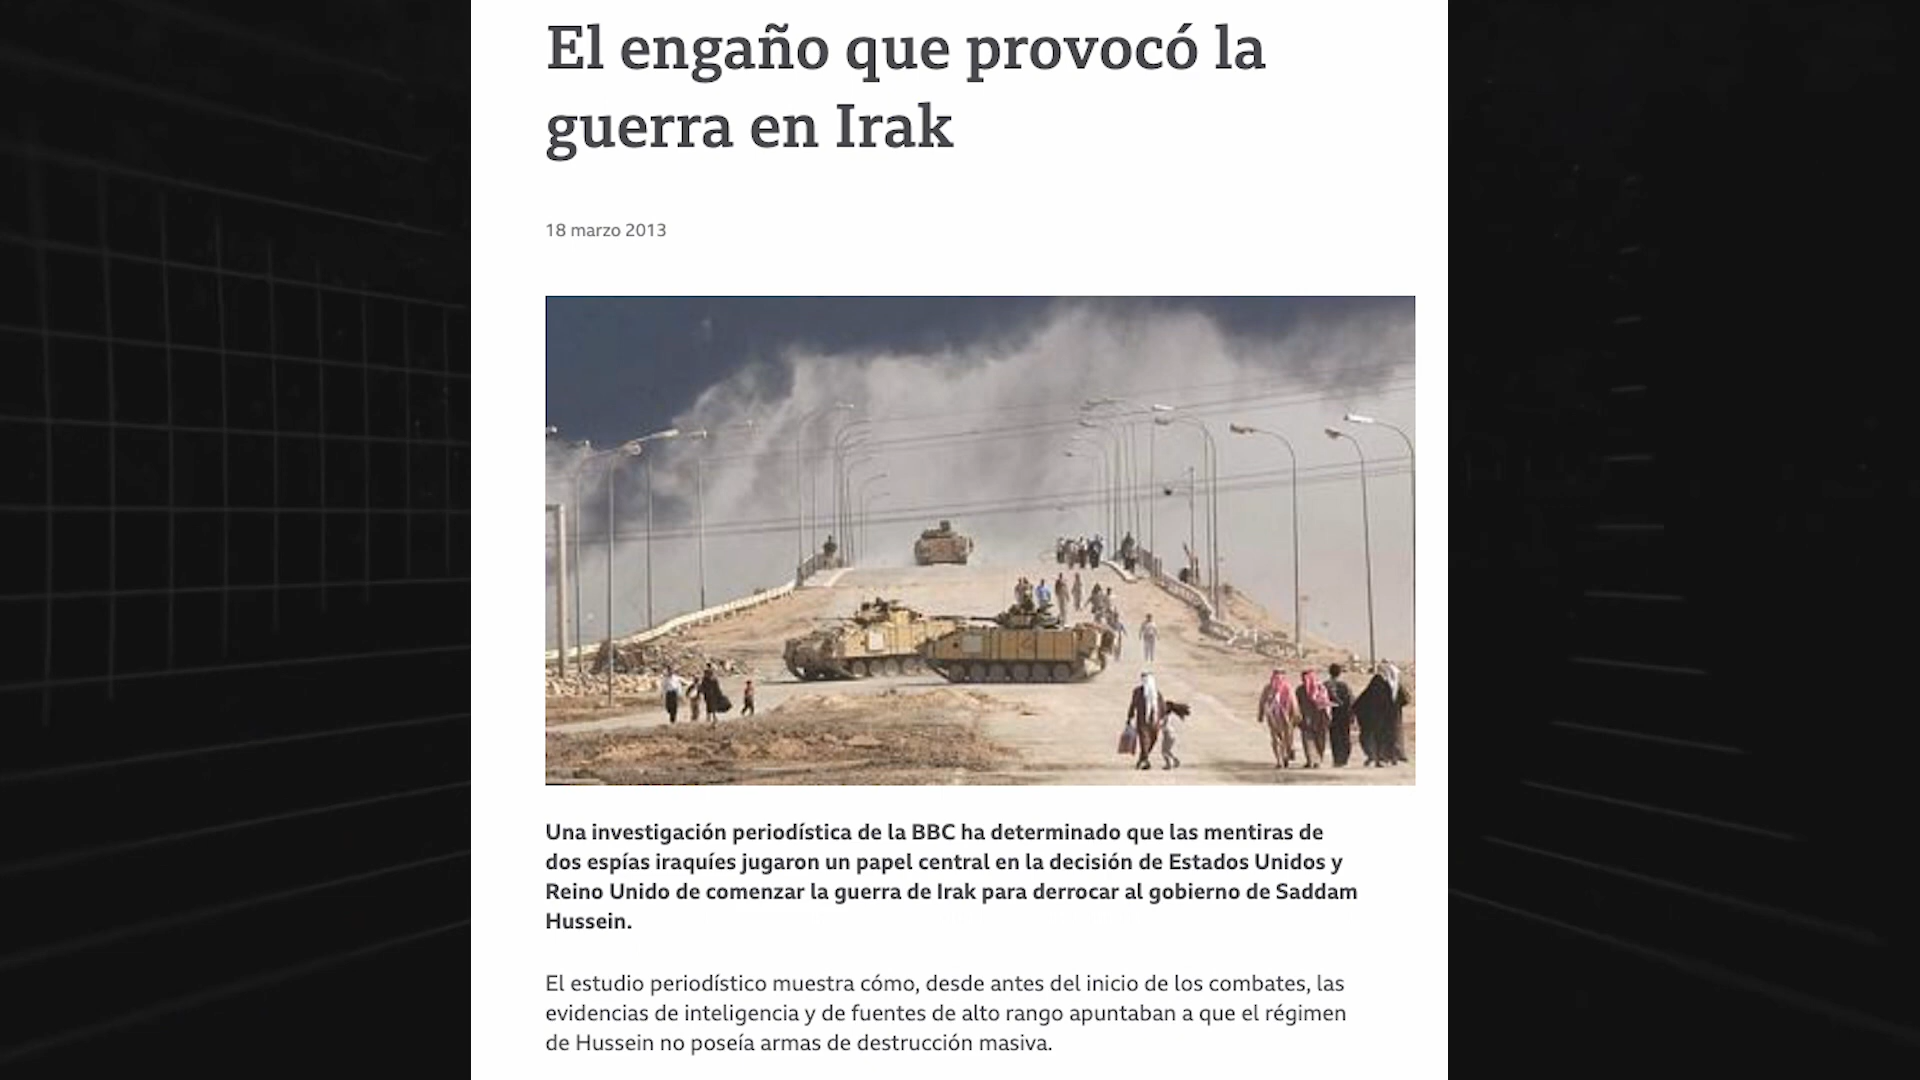 El engaño que provocó la
guerra en Irak
18 marzo 2013
Una investigación periodística de la BBC ha determinado que las mentiras de
dos espías iraquíes jugaron un papel central en la decisión de Estados Unidos y
Reino Unido de comenzar la guerra de Irak para derrocar al gobierno de Saddam
Hussein.
El estudio periodístico muestra cómo, desde antes del inicio de los combates, las
evidencias de inteligencia y de fuentes de alto rango apuntaban a que el régimen
de Hussein no poseía armas de destrucción masiva.